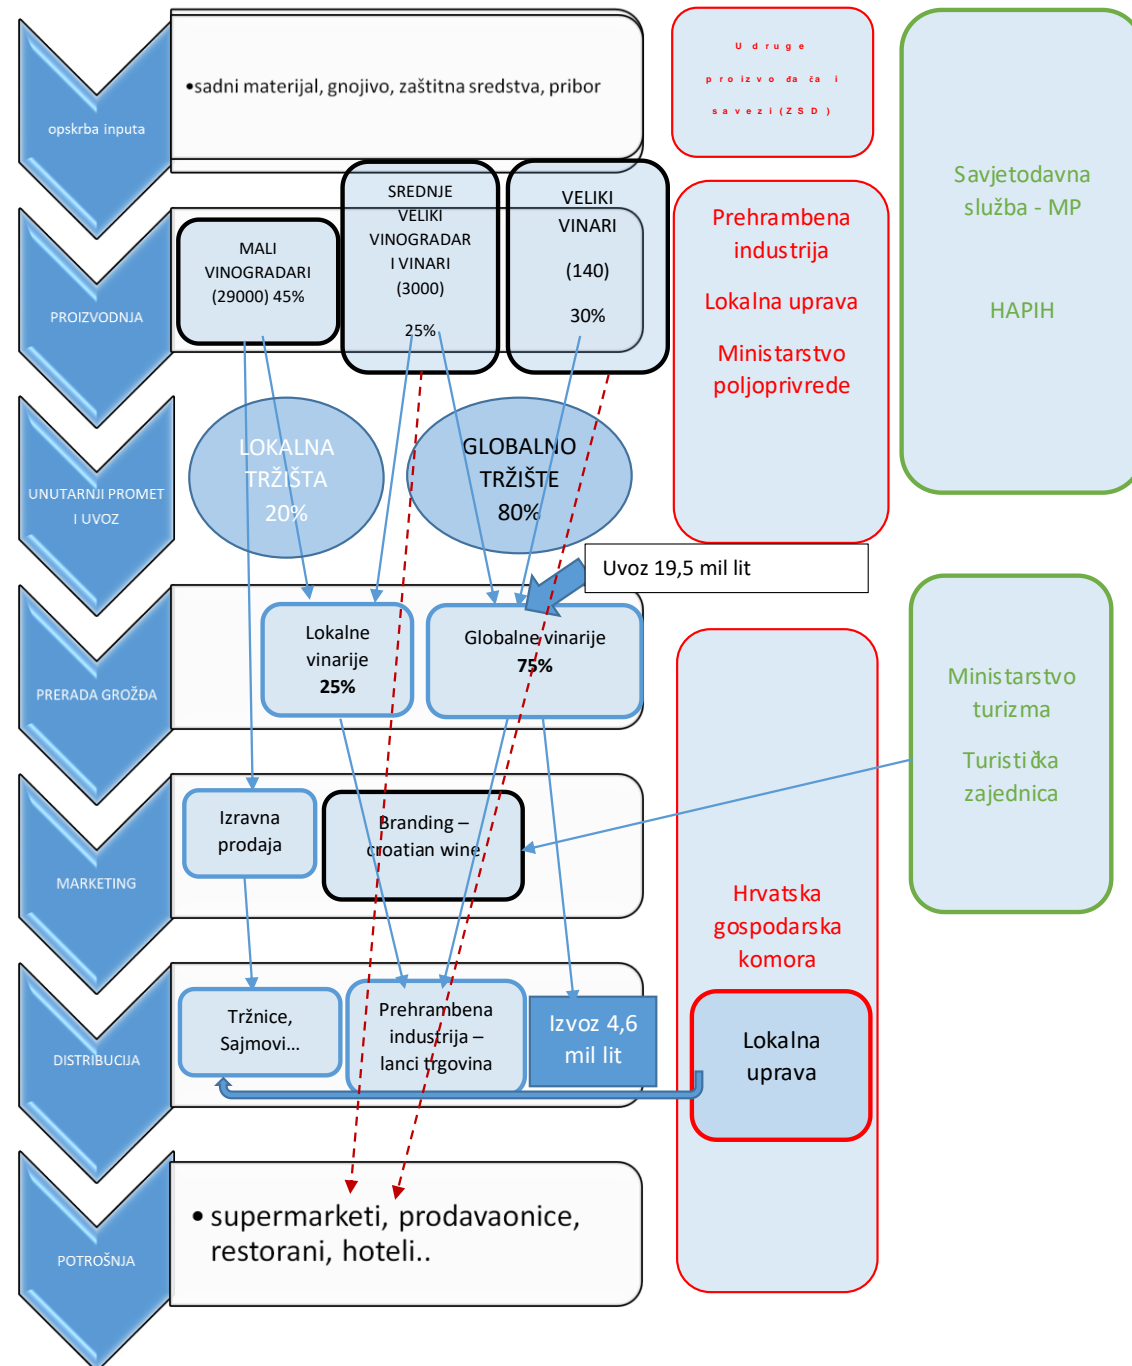 opskrba inputa
•sadni materijal, gnojivo, zaštitna sredstva, pribor
Udruge
proizvođača i
savezi(ZSD)
Savjetodavna
služba - MP
HAPIH
PROIZVODNJA
MALI
VINOGRADARI
(29000) 45%
SREDNJE
VELIKI
VINOGRADAR
I VINARI
(3000)
25%
VELIKI
VINARI
(140)
30%
Prehrambena
industrija
Lokalna uprava
Ministarstvo
poljoprivrede
UNUTARNJI PROMET
I UVOZ
LOKALNA
TRŽIŠTA
20%
GLOBALNO
TRŽIŠTE
80%
Uvoz 19,5 mil lit
PRERADA GROŽĐA
Lokalne
vinarije
25%
Globalne vinarije
75%
Ministarstvo
turizma
Turistička
zajednica
MARKETING
Izravna
prodaja
Branding –
croatian wine
Hrvatska
gospodarska
komora
DISTRIBUCIJA
Tržnice,
Sajmovi...
Prehrambena
industrija –
lanci trgovina
Izvoz 4,6
mil lit
Lokalna
uprava
POTROŠNJA
• supermarketi, prodavaonice,
restorani, hoteli..